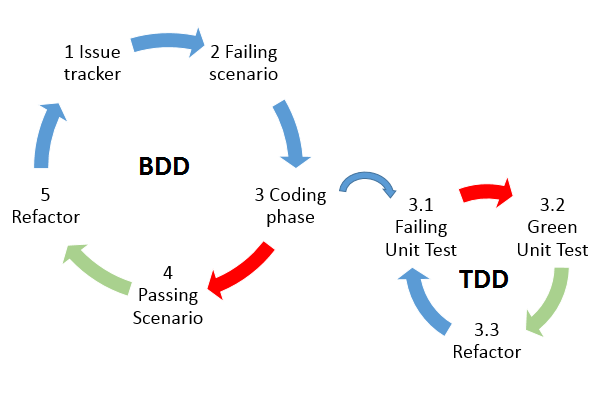 1 Issue
tracker
2 Failing
scenario
BDD
3 Coding
phase
4
Passing
Scenario
5
Refactor
3.1
Failing
Unit Test
3.2
Green
Unit Test
TDD
3.3
Refactor